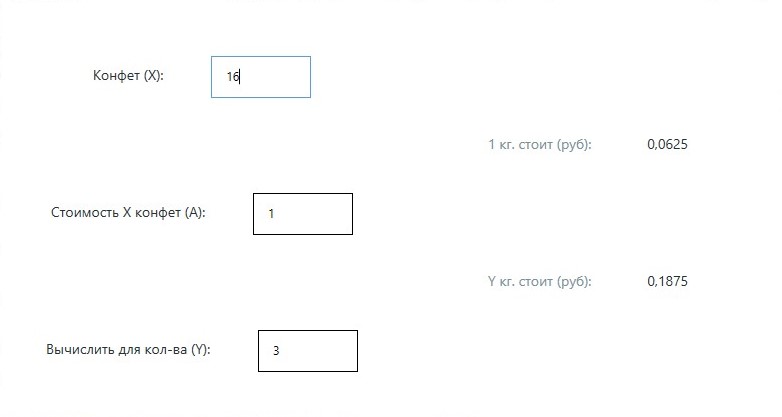 Конфет (X): 16
1 кг. стоит (руб): 0,0625
Стоимость X конфет (A): 1
Y кг. стоит (руб): 0,1875
Вычислить для кол-ва (Y): 3